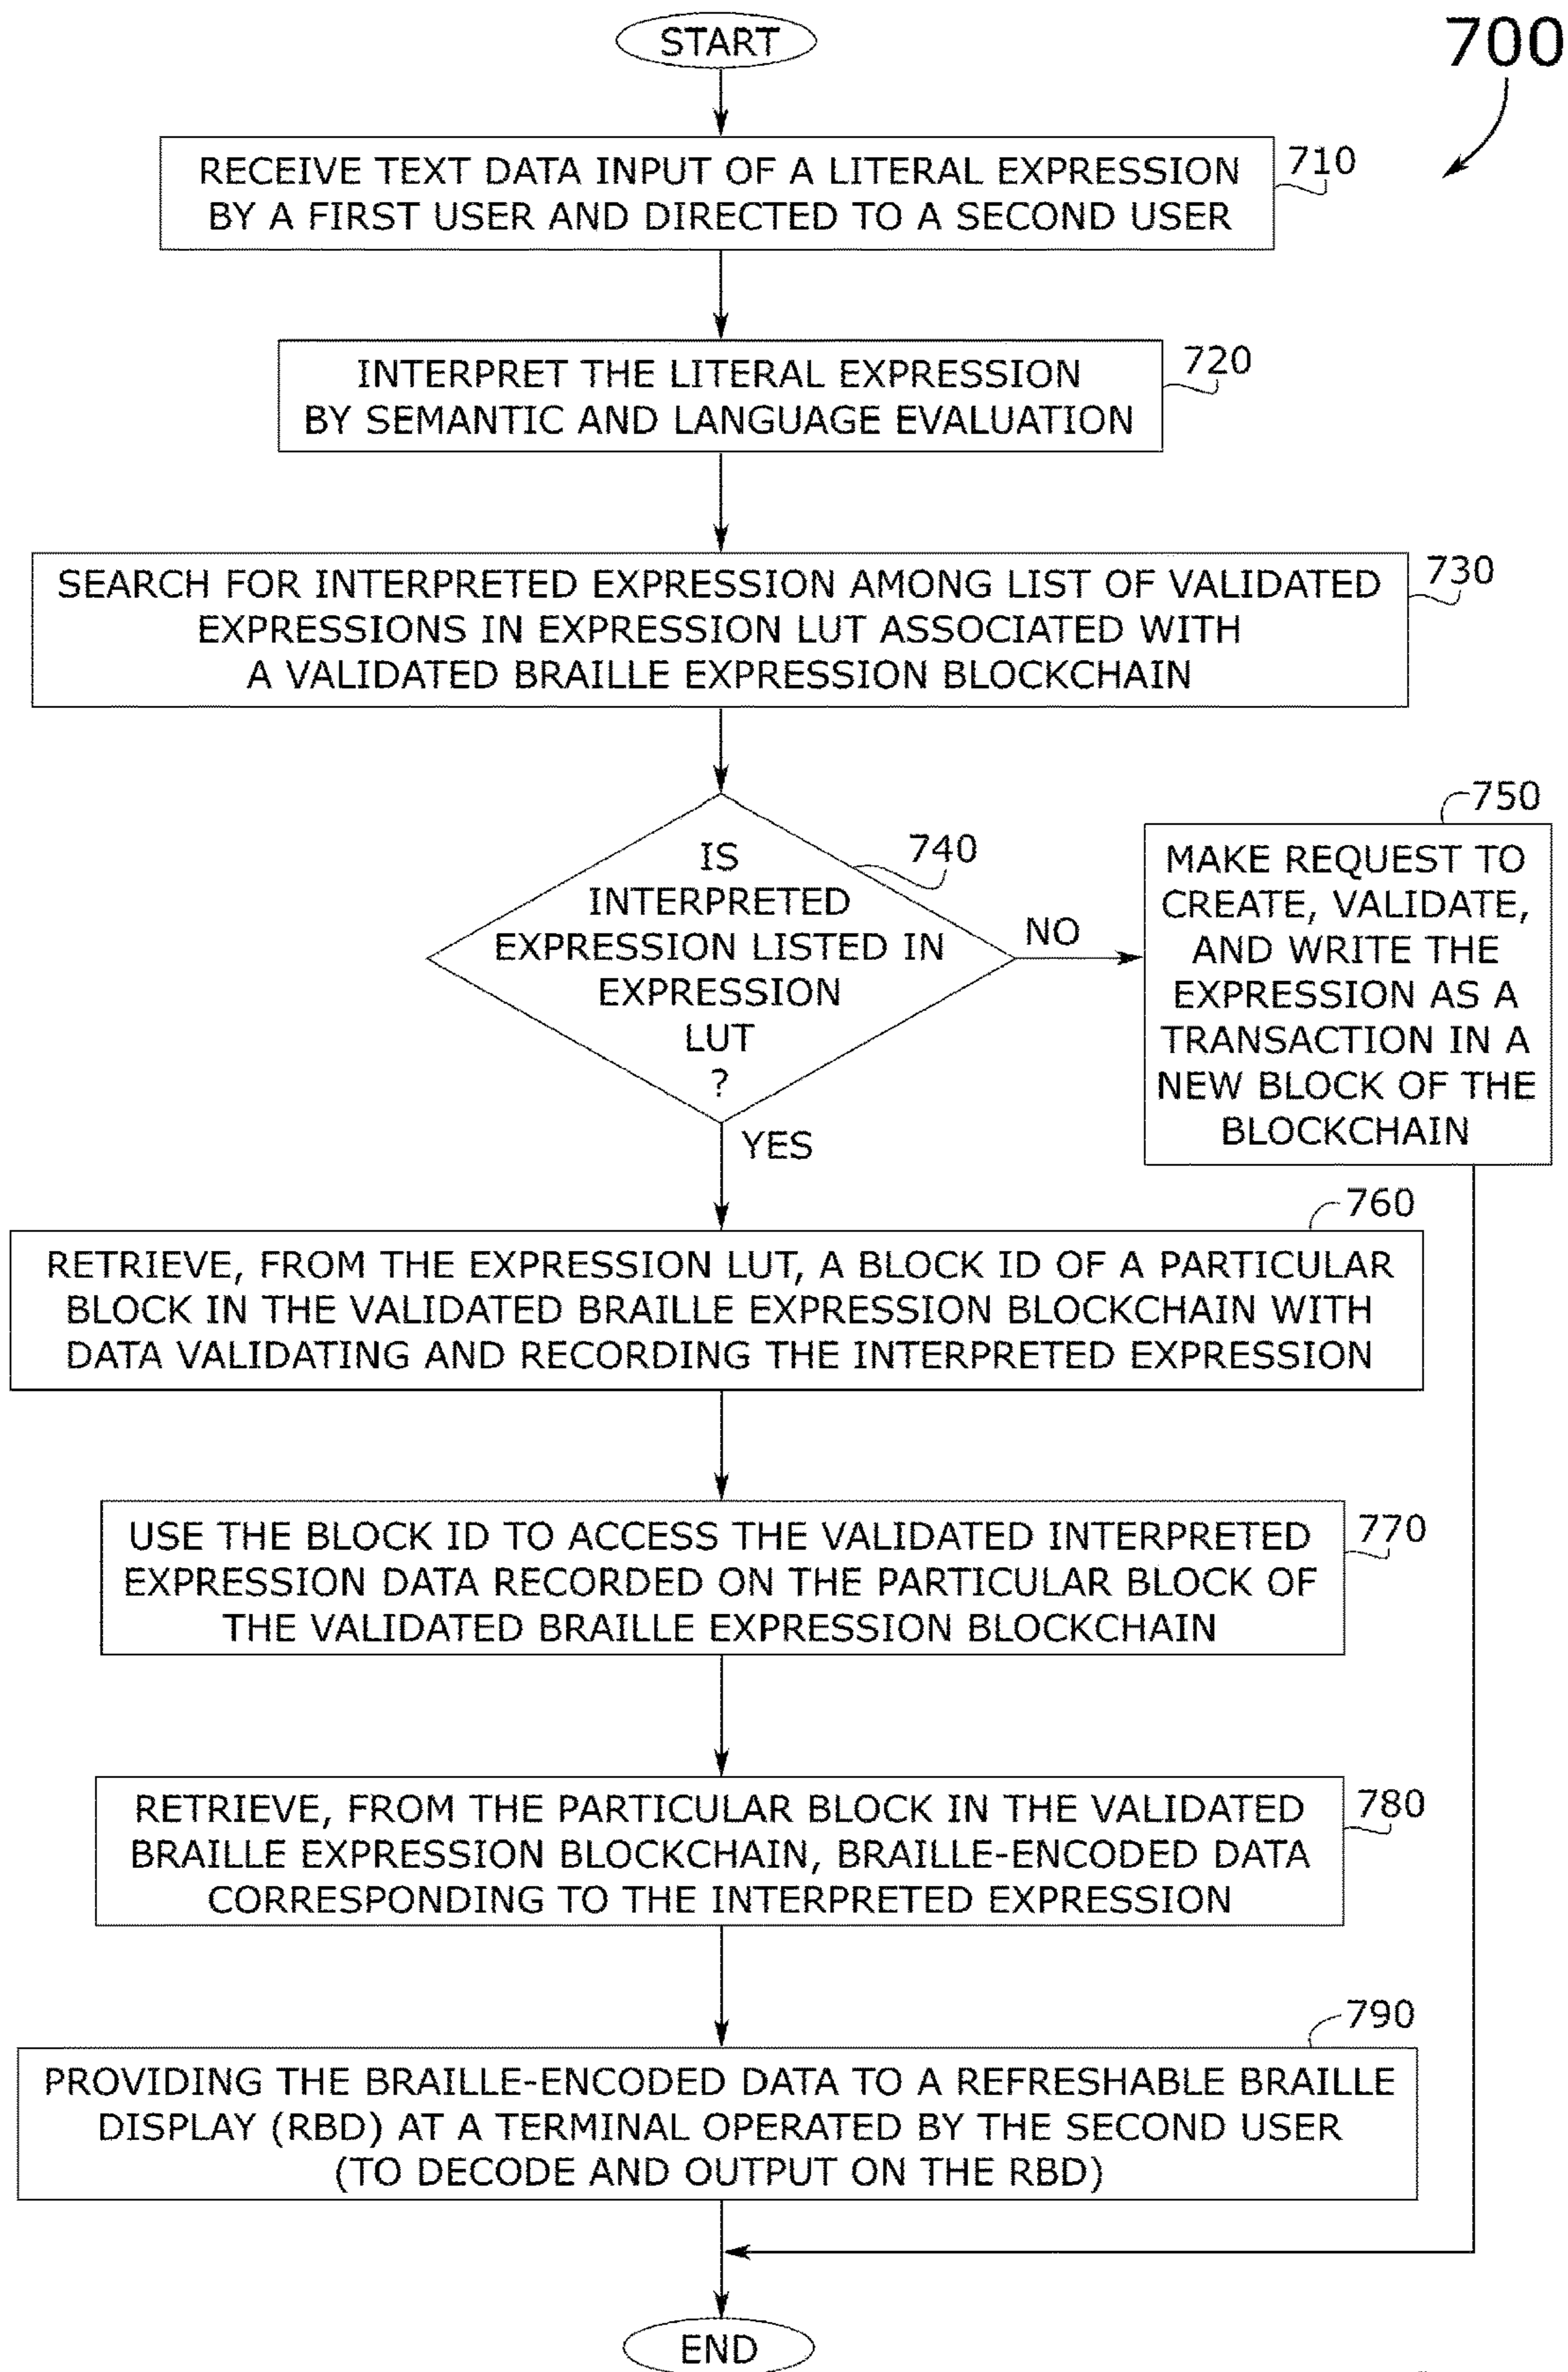 START
700
RECEIVE TEXT DATA INPUT OF A LITERAL EXPRESSION
BY A FIRST USER AND DIRECTED TO A SECOND USER
710
INTERPRET THE LITERAL EXPRESSION
BY SEMANTIC AND LANGUAGE EVALUATION
720
SEARCH FOR INTERPRETED EXPRESSION AMONG LIST OF VALIDATED
EXPRESSIONS IN EXPRESSION LUT ASSOCIATED WITH
A VALIDATED BRAILLE EXPRESSION BLOCKCHAIN
730
IS
INTERPRETED
EXPRESSION LISTED IN
EXPRESSION
LUT
?
740
NO
YES
750
MAKE REQUEST TO
CREATE, VALIDATE,
AND WRITE THE
EXPRESSION AS A
TRANSACTION IN A
NEW BLOCK OF THE
BLOCKCHAIN
760
RETRIEVE, FROM THE EXPRESSION LUT, A BLOCK ID OF A PARTICULAR
BLOCK IN THE VALIDATED BRAILLE EXPRESSION BLOCKCHAIN WITH
DATA VALIDATING AND RECORDING THE INTERPRETED EXPRESSION
USE THE BLOCK ID TO ACCESS THE VALIDATED INTERPRETED
EXPRESSION DATA RECORDED ON THE PARTICULAR BLOCK OF
THE VALIDATED BRAILLE EXPRESSION BLOCKCHAIN
770
RETRIEVE, FROM THE PARTICULAR BLOCK IN THE VALIDATED
BRAILLE EXPRESSION BLOCKCHAIN, BRAILLE-ENCODED DATA
CORRESPONDING TO THE INTERPRETED EXPRESSION
780
790
PROVIDING THE BRAILLE-ENCODED DATA TO A REFRESHABLE BRAILLE
DISPLAY (RBD) AT A TERMINAL OPERATED BY THE SECOND USER
(TO DECODE AND OUTPUT ON THE RBD)
END